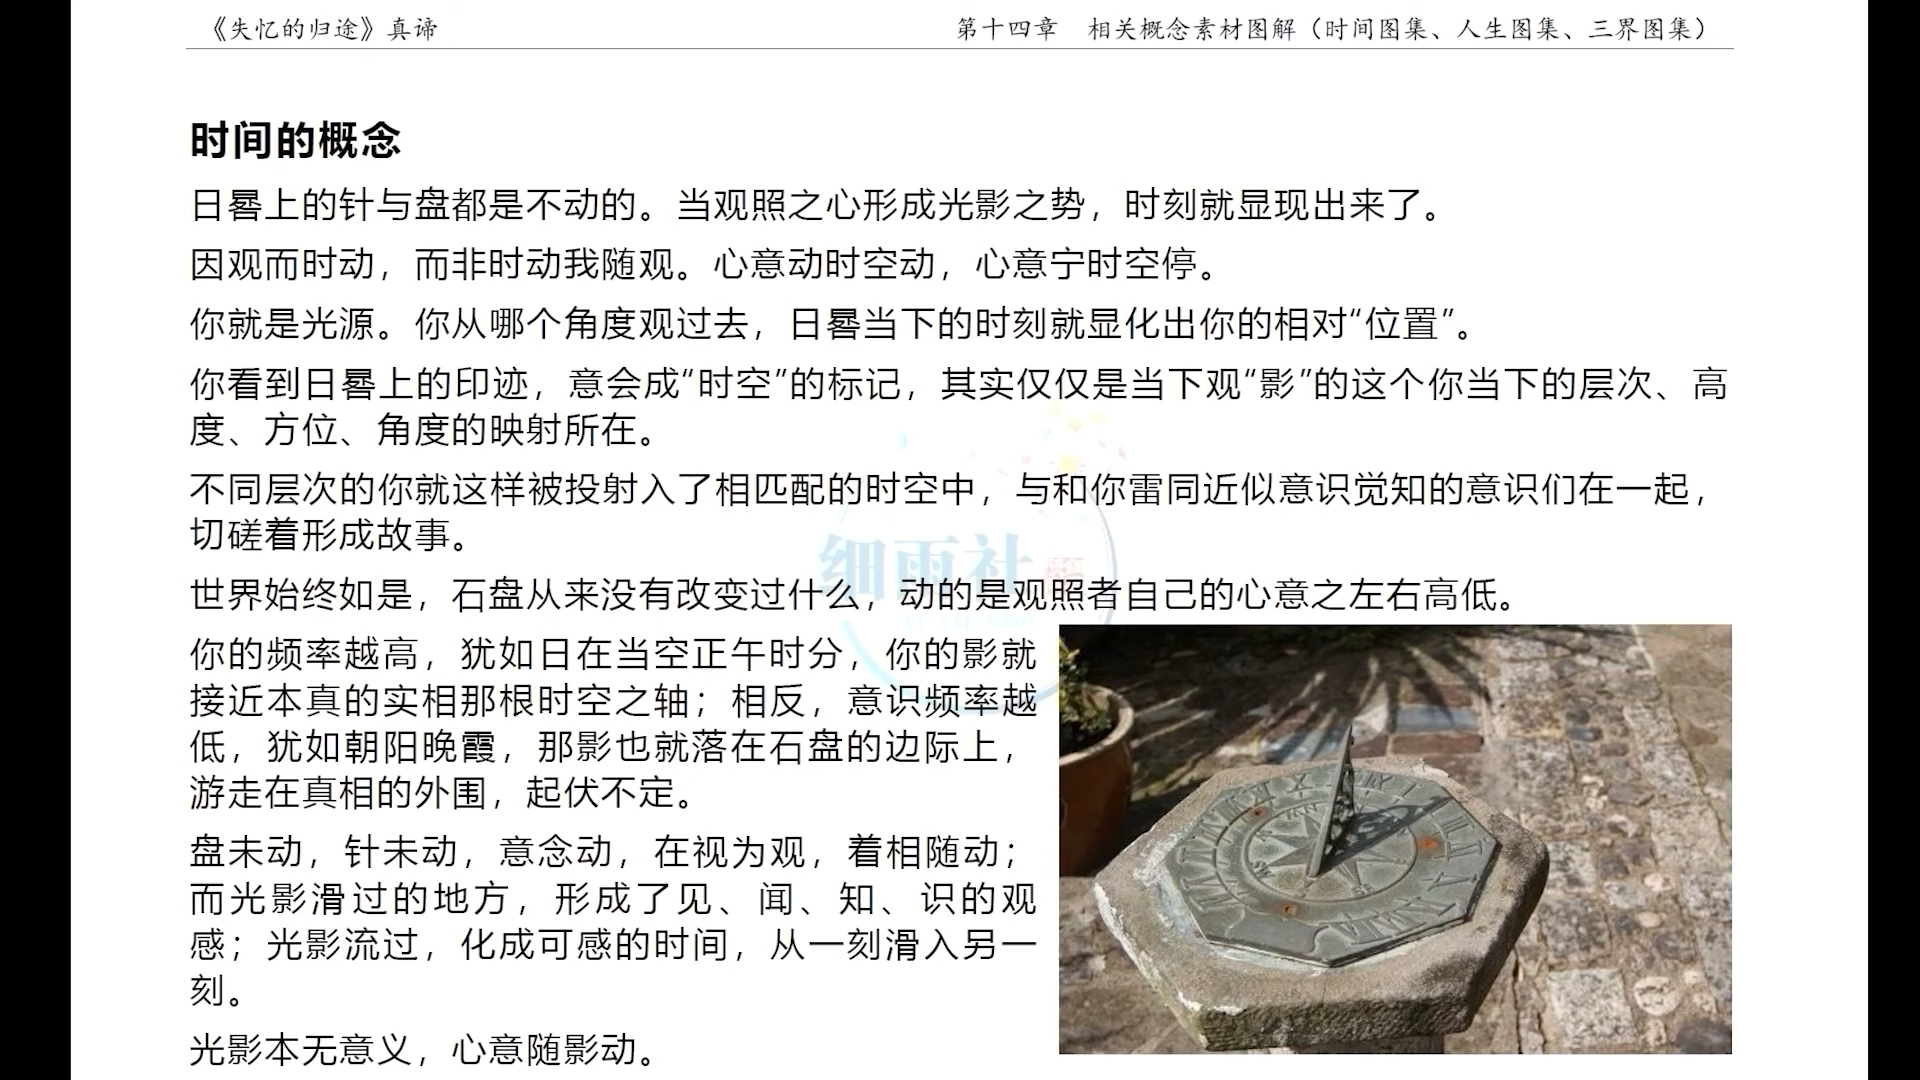 《失忆的归途》真谛
第十四章 相关概念素材图解（时间图集、人生图集、三界图集）
时间的概念
日晷上的针与盘都是不动的。当观照之心形成光影之势，时刻就显现出来了。
因观而时动，而非时动我随观。心意动时空动，心意宁时空停。
你就是光源。你从哪个角度观过去，日晷当下的时刻就显化出你的相对“位置”。
你看到日晷上的印迹，意会成“时空”的标记，其实仅仅是当下观“影”的这个你当下的层次、高
度、方位、角度的映射所在。
不同层次的你就这样被投射入了相匹配的时空中，与和你雷同近似意识觉知的意识们在一起，
切磋着形成故事。
细雨社
世界始终如是，石盘从来没有改变过什么，动的是观照者自己的心意之左右高低。
你的频率越高，犹如日在当空正午时分，你的影就
接近本真的实相那根时空之轴；相反，意识频率越
低，犹如朝阳晚霞，那影也就落在石盘的边际上，
游走在真相的外围，起伏不定。
盘未动，针未动，意念动，在视为观，着相随动；
而光影滑过的地方，形成了见、闻、知、识的观
感；光影流过，化成可感的时间，从一刻滑入另一
刻。
光影本无意义，心意随影动。